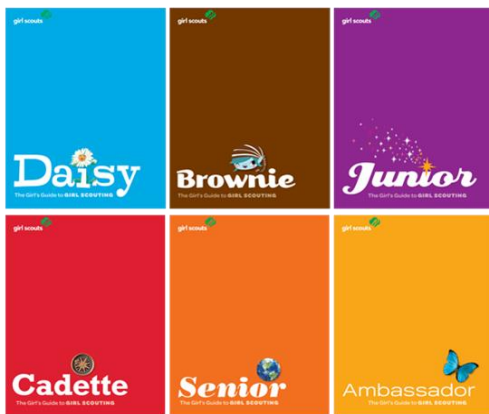 girl scouts
Daisy
The Girl's Guide to GIRL SCOUTING
girl scouts
Brownie
The Girl's Guide to GIRL SCOUTING
girl scouts
Junior
The Girl's Guide to GIRL SCOUTING
girl scouts
Cadette
The Girl's Guide to GIRL SCOUTING
girl scouts
Senior
The Girl's Guide to GIRL SCOUTING
girl scouts
Ambassador
The Girl's Guide to GIRL SCOUTING